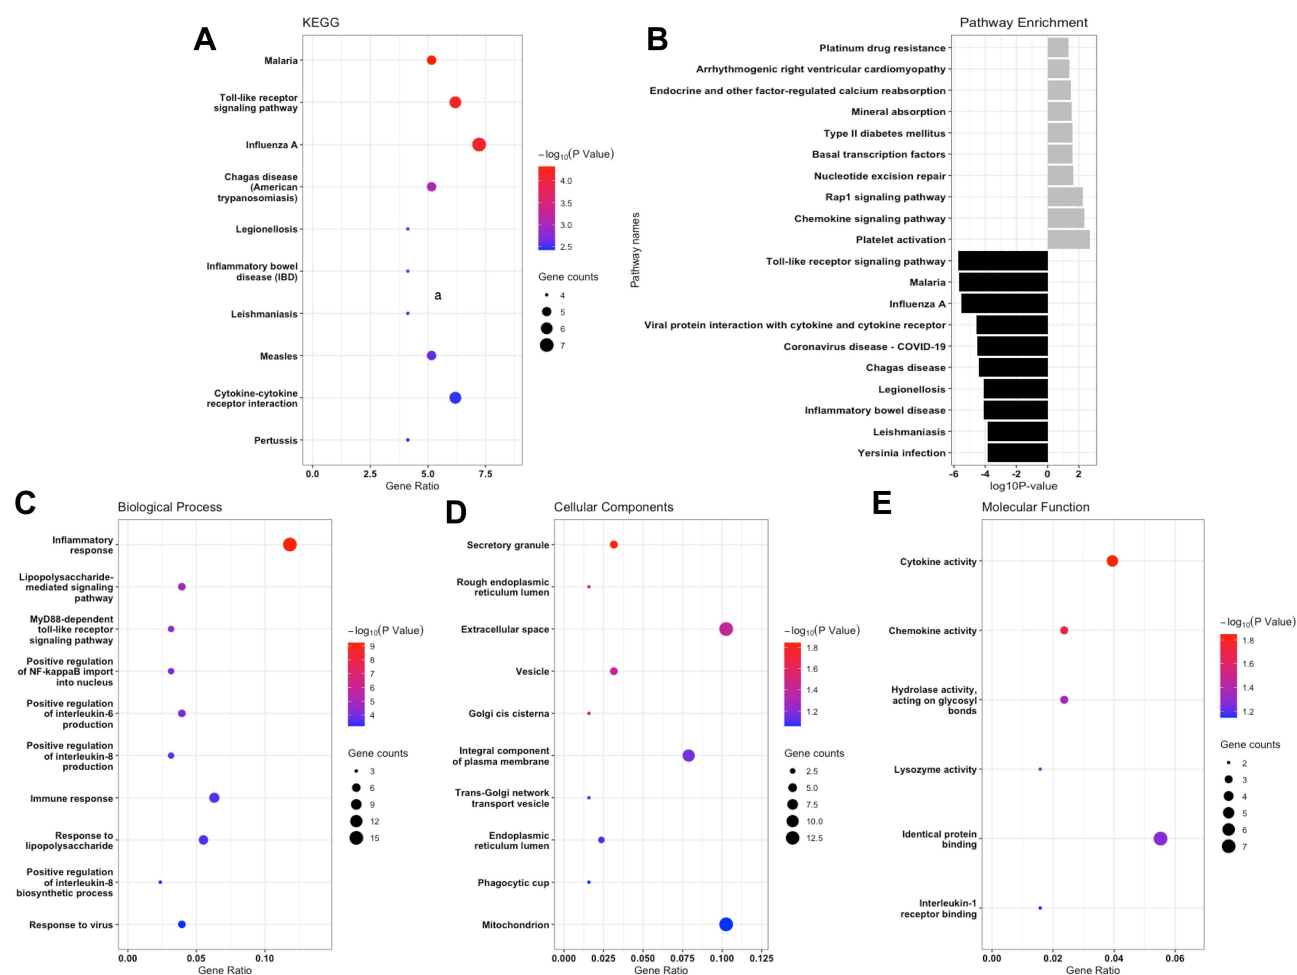 A
KEGG
Malaria
Toll-like receptor
signaling pathway
Influenza A
Chagas disease
(American
trypanosomiasis)
Legionellosis
Inflammatory bowel
disease (IBD)
Leishmaniasis
Measles
Cytokine-cytokine
receptor interaction
Pertussis
a
0.0 2.5 5.0 7.5
Gene Ratio
−log10(P Value)
4.0
3.5
3.0
2.5
Gene counts
4
5
6
7
B
Pathway Enrichment
Pathway names
Platinum drug resistance
Arrhythmogenic right ventricular cardiomyopathy
Endocrine and other factor-regulated calcium reabsorption
Mineral absorption
Type II diabetes mellitus
Basal transcription factors
Nucleotide excision repair
Rap1 signaling pathway
Chemokine signaling pathway
Platelet activation
Toll-like receptor signaling pathway
Malaria
Influenza A
Viral protein interaction with cytokine and cytokine receptor
Coronavirus disease - COVID-19
Chagas disease
Legionellosis
Inflammatory bowel disease
Leishmaniasis
Yersinia infection
-6 -4 -2 0 2
log10P-value
C
Biological Process
Inflammatory
response
Lipopolysaccharide-
mediated signaling
pathway
MyD88-dependent
toll-like receptor
signaling pathway
Positive regulation
of NF-kappaB import
into nucleus
Positive regulation
of interleukin-6
production
Positive regulation
of interleukin-8
production
Immune response
Response to
lipopolysaccharide
Positive regulation
of interleukin-8
biosynthetic process
Response to virus
0.00 0.05 0.10
Gene Ratio
−log10(P Value)
9
8
7
6
5
4
Gene counts
3
6
9
12
15
D
Cellular Components
Secretory granule
Rough endoplasmic
reticulum lumen
Extracellular space
Vesicle
Golgi cis cisterna
Integral component
of plasma membrane
Trans-Golgi network
transport vesicle
Endoplasmic
reticulum lumen
Phagocytic cup
Mitochondrion
0.000 0.025 0.050 0.075 0.100 0.125
Gene Ratio
−log10(P Value)
1.8
1.6
1.4
1.2
Gene counts
2.5
5.0
7.5
10.0
12.5
E
Molecular Function
Cytokine activity
Chemokine activity
Hydrolase activity,
acting on glycosyl
bonds
Lysozyme activity
Identical protein
binding
Interleukin-1
receptor binding
0.00 0.02 0.04 0.06
Gene Ratio
−log10(P Value)
1.8
1.6
1.4
1.2
Gene counts
2
3
4
5
6
7